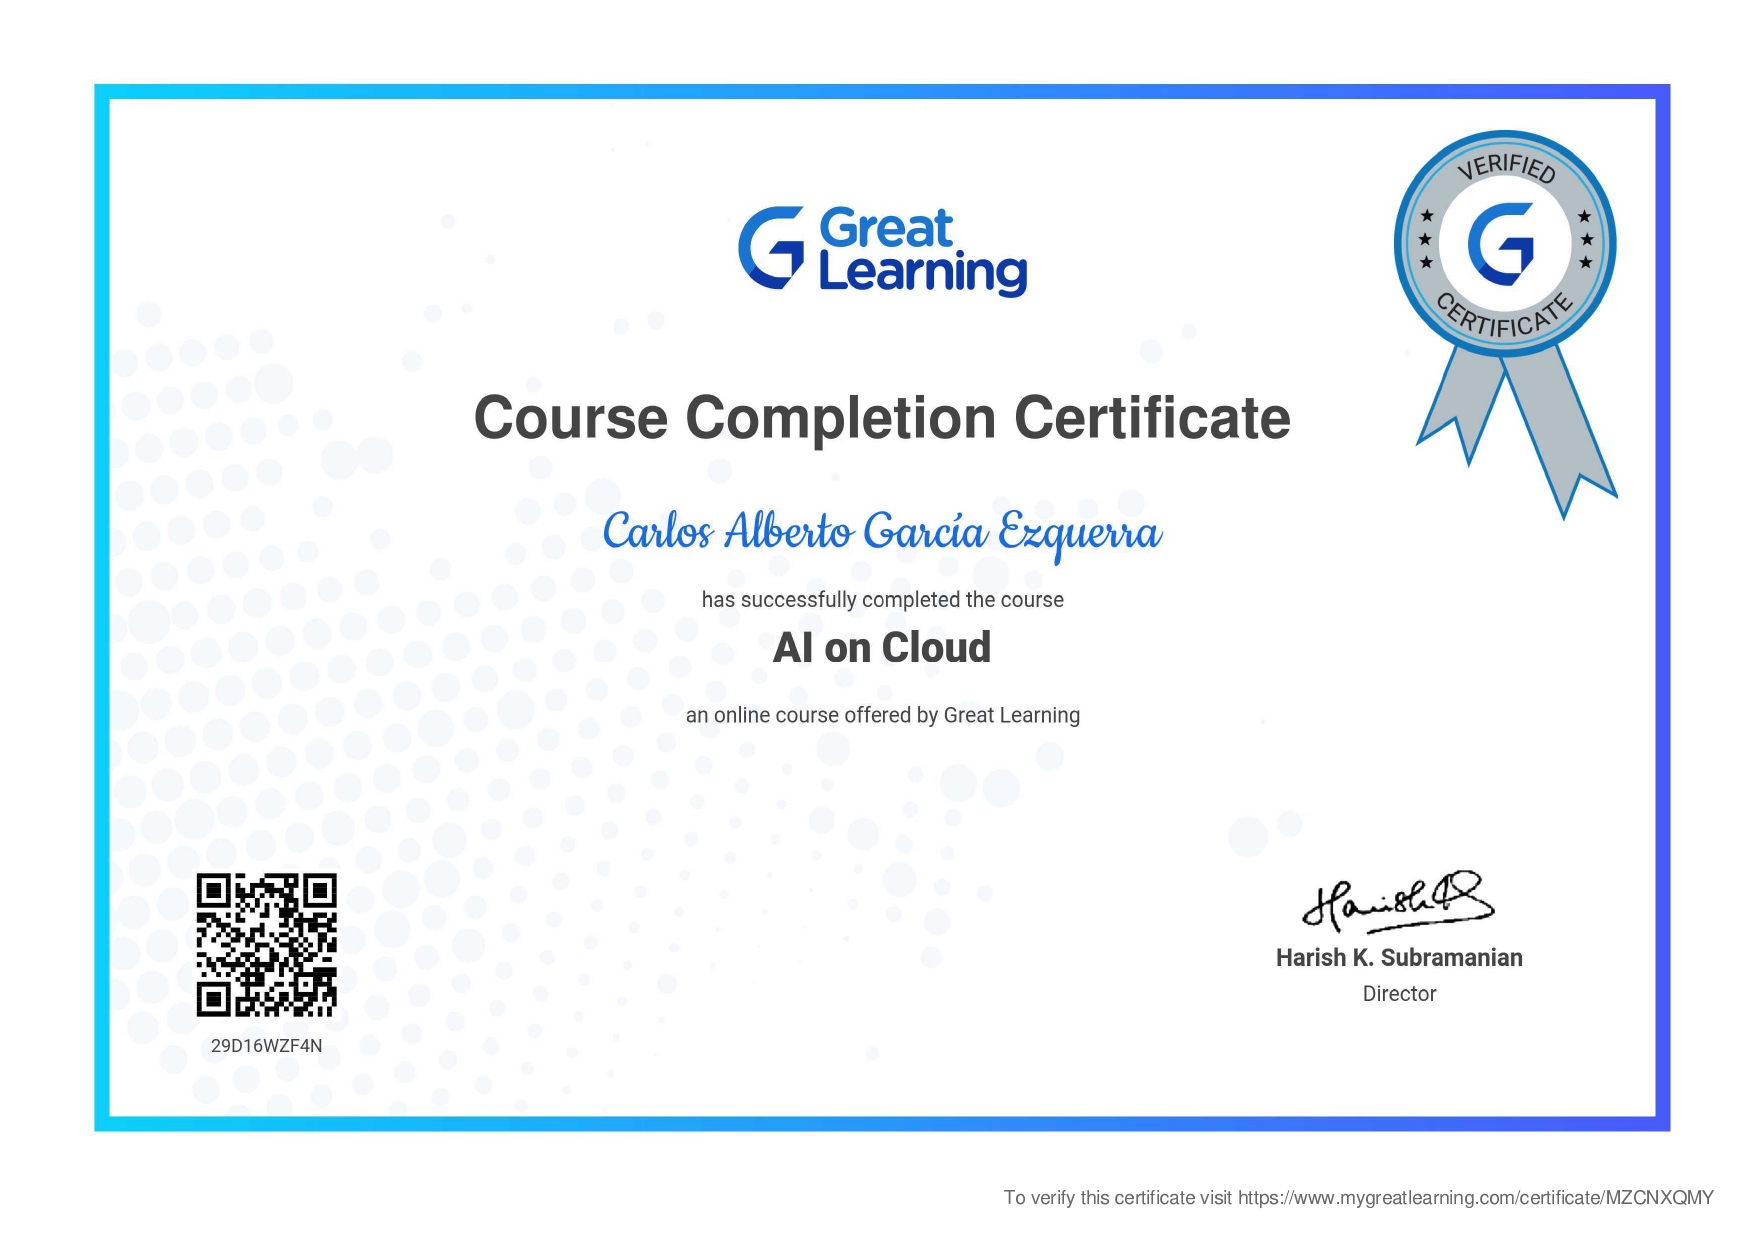 Great
Learning
VERIFIED
CERTIFICATE
Course Completion Certificate
Carlos Alberto García Ezquerra
has successfully completed the course
AI on Cloud
an online course offered by Great Learning
Harish K. Subramanian
Director
29D16WZF4N
To verify this certificate visit https://www.mygreatlearning.com/certificate/MZCNXQMY